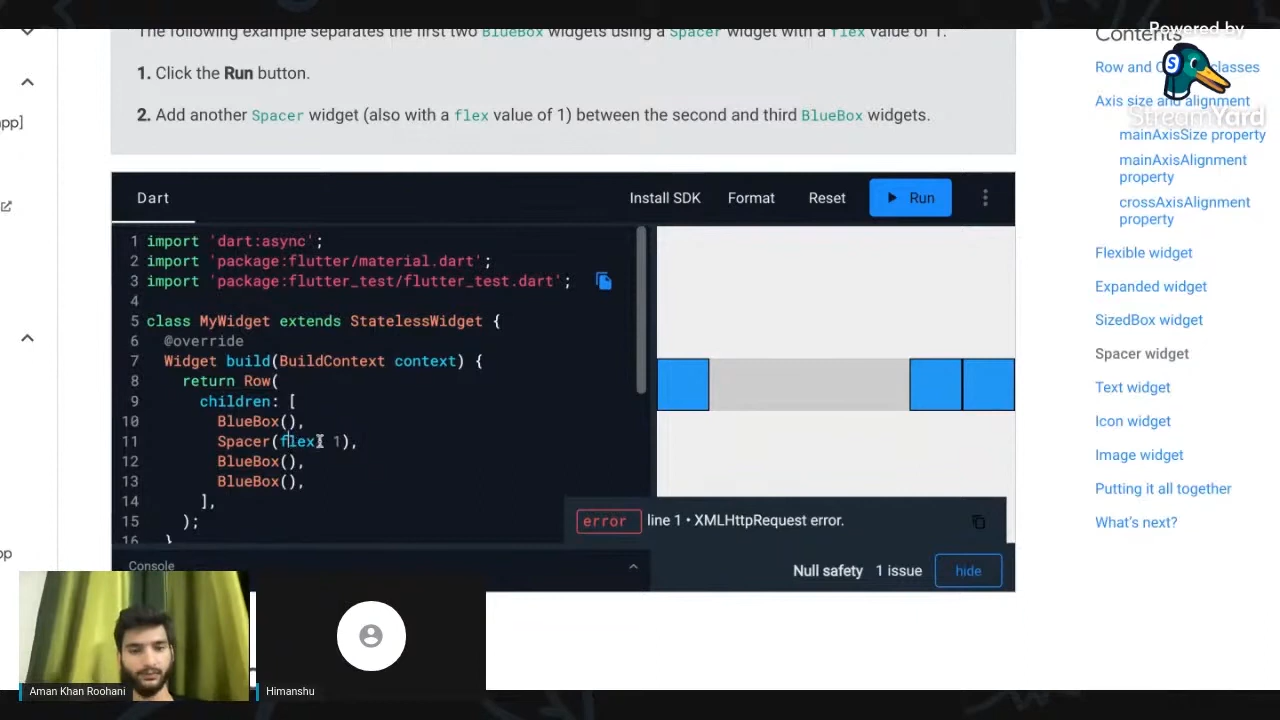 Powered by
StreamYard
The following example separates the first two BlueBox widgets using a Spacer widget with a flex value of 1.
1. Click the Run button.
2. Add another Spacer widget (also with a flex value of 1) between the second and third BlueBox widgets.
app]
Dart
Install SDK
Format
Reset
Run
1 import 'dart:async';
2 import 'package:flutter/material.dart';
3 import 'package:flutter_test/flutter_test.dart';
4
5 class MyWidget extends StatelessWidget {
6 @override
7 Widget build(BuildContext context) {
8 return Row(
9 children: [
10 BlueBox(),
11 Spacer(flex 1),
12 BlueBox(),
13 BlueBox(),
14 ],
15 );
16 }
error line 1 • XMLHttpRequest error.
Console
Null safety
1 issue
hide
pp
Contents
Row and C classes
Axis size and alignment
mainAxisSize property
mainAxisAlignment
property
crossAxisAlignment
property
Flexible widget
Expanded widget
SizedBox widget
Spacer widget
Text widget
Icon widget
Image widget
Putting it all together
What's next?
Aman Khan Roohani
Himanshu